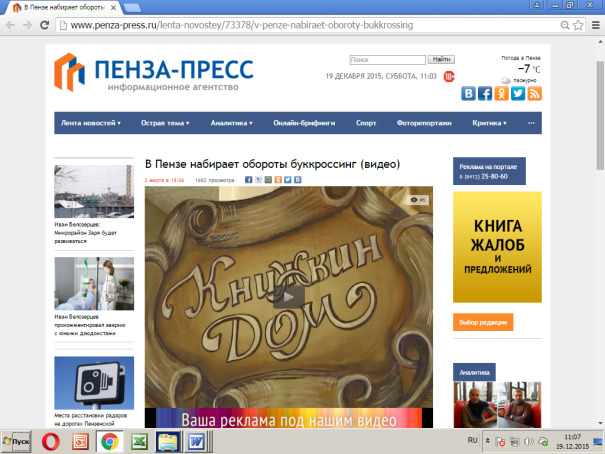 В Пензе набирает обороты
www.penza-press.ru/lenta-novostey/73378/v-penze-nabiraet-oboroty-bukkrossing
ПЕНЗА-ПРЕСС
информационное агентство
Поиск
Найти
19 ДЕКАБРЯ 2015, СУББОТА, 11:03
18+
Погода в Пензе
-7 °C
пасмурно
Лента новостей
Острая тема
Аналитика
Онлайн-брифинги
Спорт
Фоторепортажи
Критика
...
В Пензе набирает обороты буккроссинг (видео)
2 марта в 15:06
1652 просмотра
46
Книжкин
Дом
Ваша реклама под нашим видео
Иван Белозерцев:
Микрорайон Заря будет
развиваться
Иван Белозерцев
прокомментировал аварию
с юными дзюдоистами
Места расстановки радаров
на дорогах Пензенской
Реклама на портале
8 (8412) 25-80-60
КНИГА
ЖАЛОБ
И
ПРЕДЛОЖЕНИЙ
Выбор редакции
Аналитика
Пуск
RU
11:07
19.12.2015